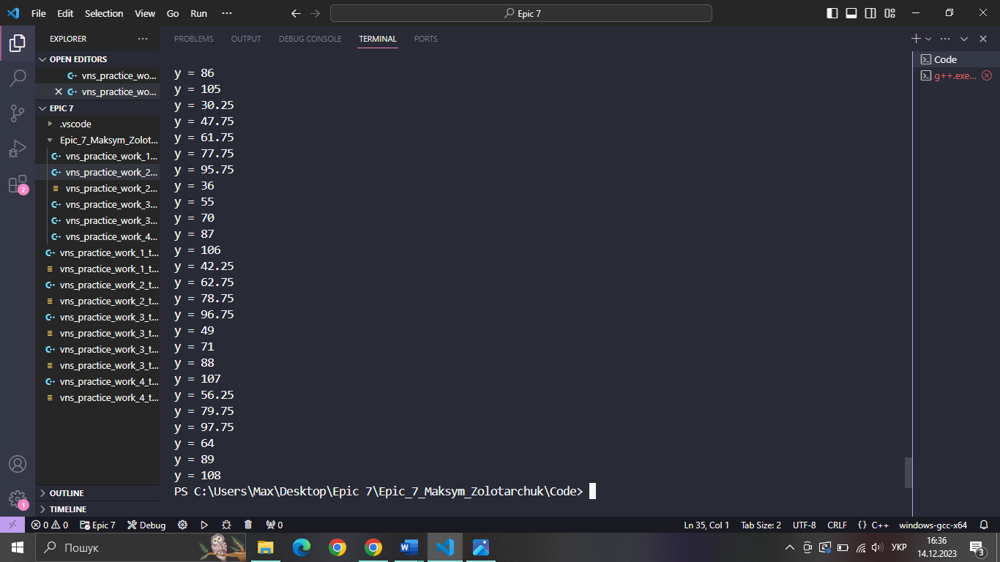 File Edit Selection View Go Run ··· Epic 7
EXPLORER ···
OPEN EDITORS
vns_practice_wo...
vns_practice_wo...
EPIC 7
.vscode
Epic_7_Maksym_Zolot...
vns_practice_work_1...
vns_practice_work_2...
vns_practice_work_2...
vns_practice_work_3...
vns_practice_work_3...
vns_practice_work_4...
vns_practice_work_1_t...
vns_practice_work_1_t...
vns_practice_work_2_t...
vns_practice_work_2_t...
vns_practice_work_3_t...
vns_practice_work_3_t...
vns_practice_work_3_t...
vns_practice_work_3_t...
vns_practice_work_4_t...
vns_practice_work_4_t...
OUTLINE
TIMELINE
2
1
PROBLEMS OUTPUT DEBUG CONSOLE TERMINAL PORTS
y = 86
y = 105
y = 30.25
y = 47.75
y = 61.75
y = 77.75
y = 95.75
y = 36
y = 55
y = 70
y = 87
y = 106
y = 42.25
y = 62.75
y = 78.75
y = 96.75
y = 49
y = 71
y = 88
y = 107
y = 56.25
y = 79.75
y = 97.75
y = 64
y = 89
y = 108
PS C:\Users\Max\Desktop\Epic 7\Epic_7_Maksym_Zolotarchuk\Code>
Code
g++.exe...
0 0 Epic 7 Debug 0 Ln 35, Col 1 Tab Size: 2 UTF-8 CRLF {} C++ windows-gcc-x64
Пошук
УКР
16:36
14.12.2023
3